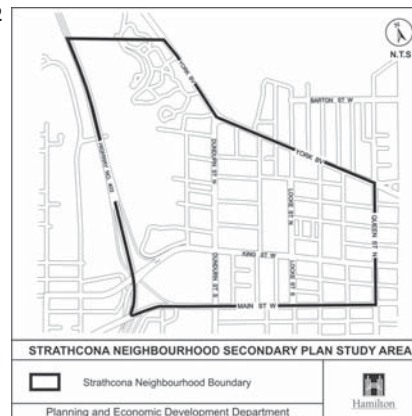 2
N.T.S
YORK BV
BARTON ST W
HIGHWAY NO. 403
DUNDURN ST N
YORK BV
LOCKE ST N
QUEEN ST N
KING ST W
DUNDURN ST S
LOCKE ST S
MAIN ST W
STRATHCONA NEIGHBOURHOOD SECONDARY PLAN STUDY AREA
Strathcona Neighbourhood Boundary
Hamilton
Planning and Economic Development Department